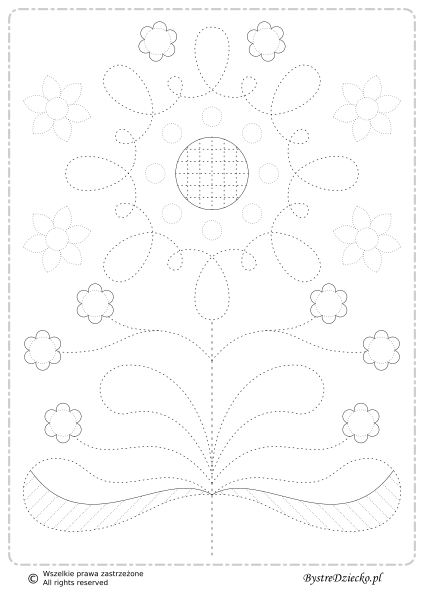 © Wszelkie prawa zastrzeżone
All rights reserved
BystreDziecko.pl